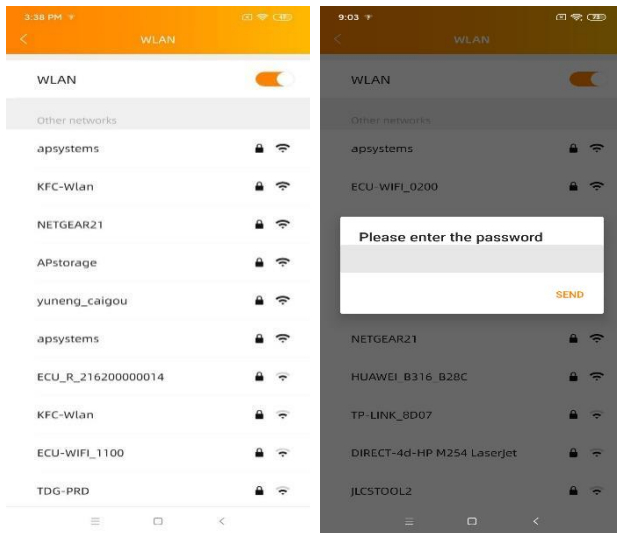 3:38 PM
WLAN
WLAN
Other networks
apsystems
KFC-Wlan
NETGEAR21
APstorage
yuneng_caigou
apsystems
ECU_R_216200000014
KFC-Wlan
ECU-WIFI_1100
TDG-PRD
9:03
WLAN
WLAN
Other networks
apsystems
ECU-WIFI_0200
Please enter the password
SEND
NETGEAR21
HUAWEI_B316_B28C
TP-LINK_8D07
DIRECT-4d-HP M254 LaserJet
JLCSTOOL2